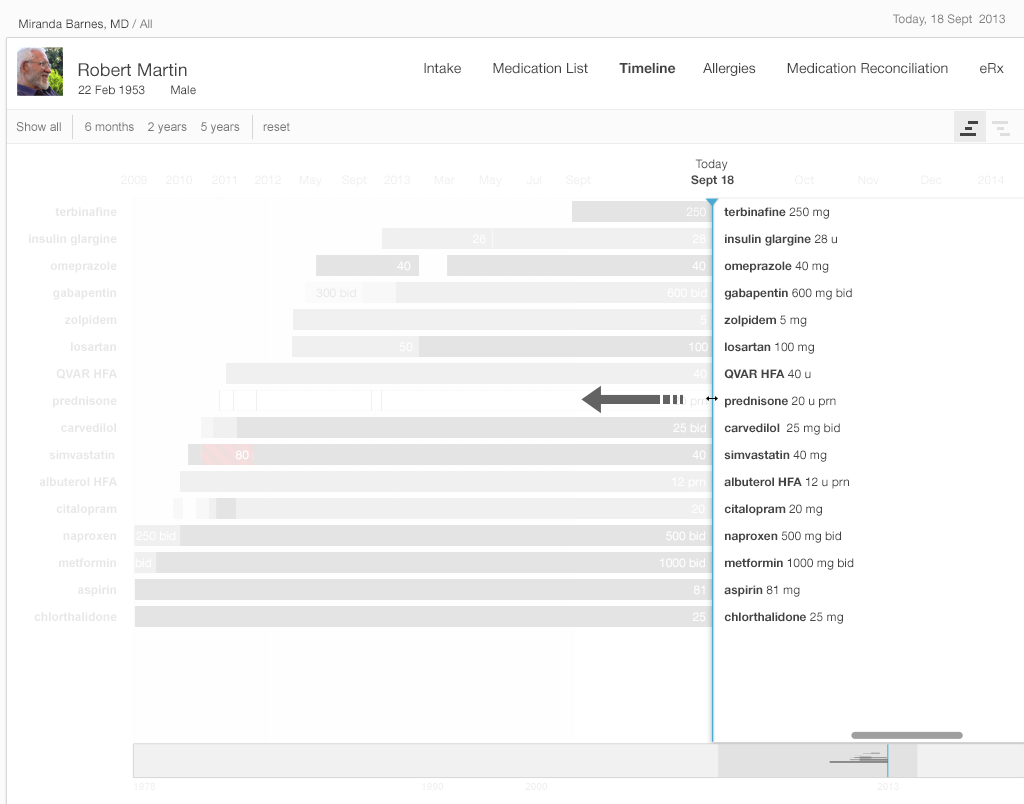 Miranda Barnes, MD / All
Today, 18 Sept 2013
Robert Martin
22 Feb 1953 Male
Intake Medication List Timeline Allergies Medication Reconciliation eRx
Show all 6 months 2 years 5 years reset
Today
2009 2010 2011 2012 May Sept 2013 Mar May Jul Sept Sept 18 Oct Nov Dec 2014
terbinafine 250 terbinafine 250 mg
insulin glargine 26 28 insulin glargine 28 u
omeprazole 40 40 omeprazole 40 mg
gabapentin 300 bid 600 bid gabapentin 600 mg bid
zolpidem 5 zolpidem 5 mg
losartan 50 100 losartan 100 mg
QVAR HFA 40 QVAR HFA 40 u
prednisone prn prednisone 20 u prn
carvedilol 25 bid carvedilol 25 mg bid
simvastatin 80 40 simvastatin 40 mg
albuterol HFA 12 prn albuterol HFA 12 u prn
citalopram 20 citalopram 20 mg
naproxen 250 bid 500 bid naproxen 500 mg bid
metformin bid 1000 bid metformin 1000 mg bid
aspirin 81 aspirin 81 mg
chlorthalidone 25 chlorthalidone 25 mg
1978 1990 2000 2013